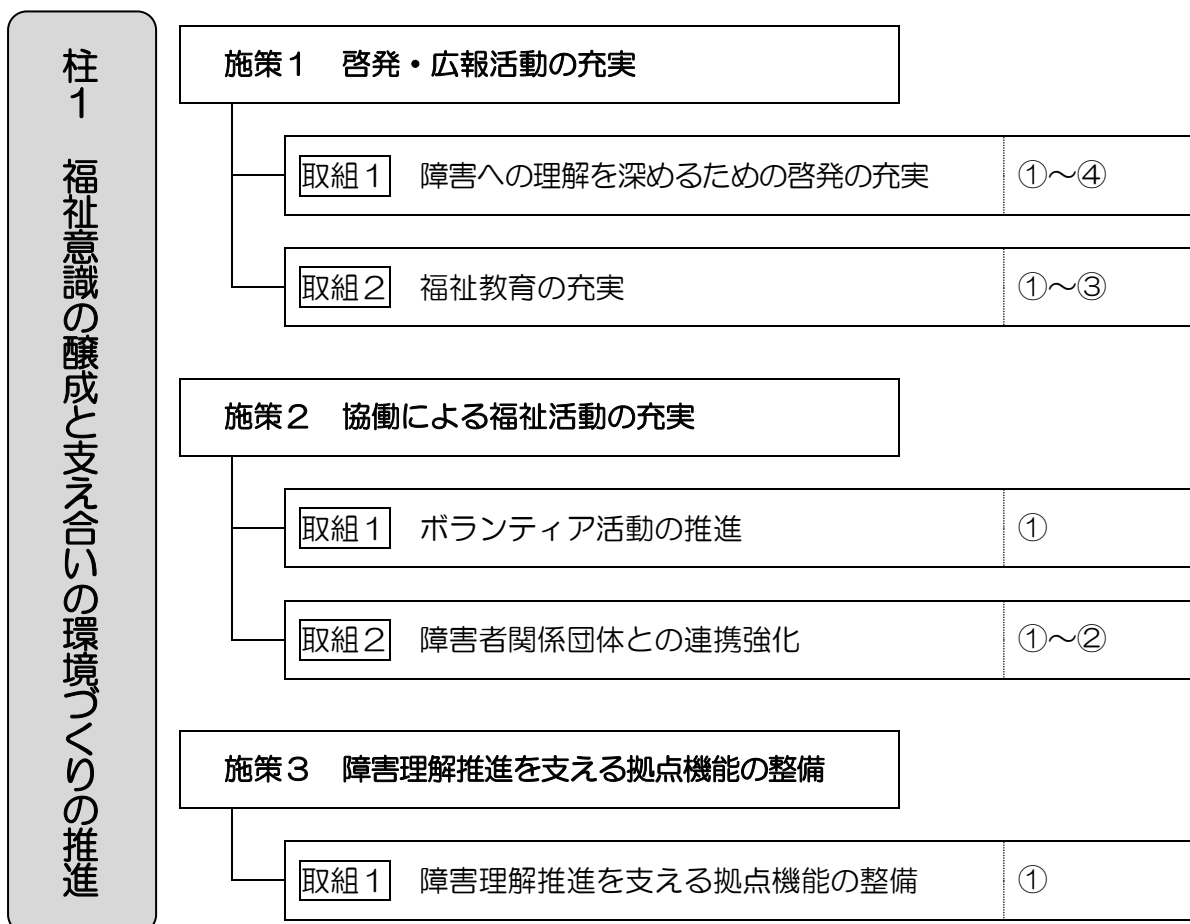 柱1　福祉意識の醸成と支え合いの環境づくりの推進
施策1　啓発・広報活動の充実
取組1　障害への理解を深めるための啓発の充実　①～④
取組2　福祉教育の充実　①～③
施策2　協働による福祉活動の充実
取組1　ボランティア活動の推進　①
取組2　障害者関係団体との連携強化　①～②
施策3　障害理解推進を支える拠点機能の整備
取組1　障害理解推進を支える拠点機能の整備　①